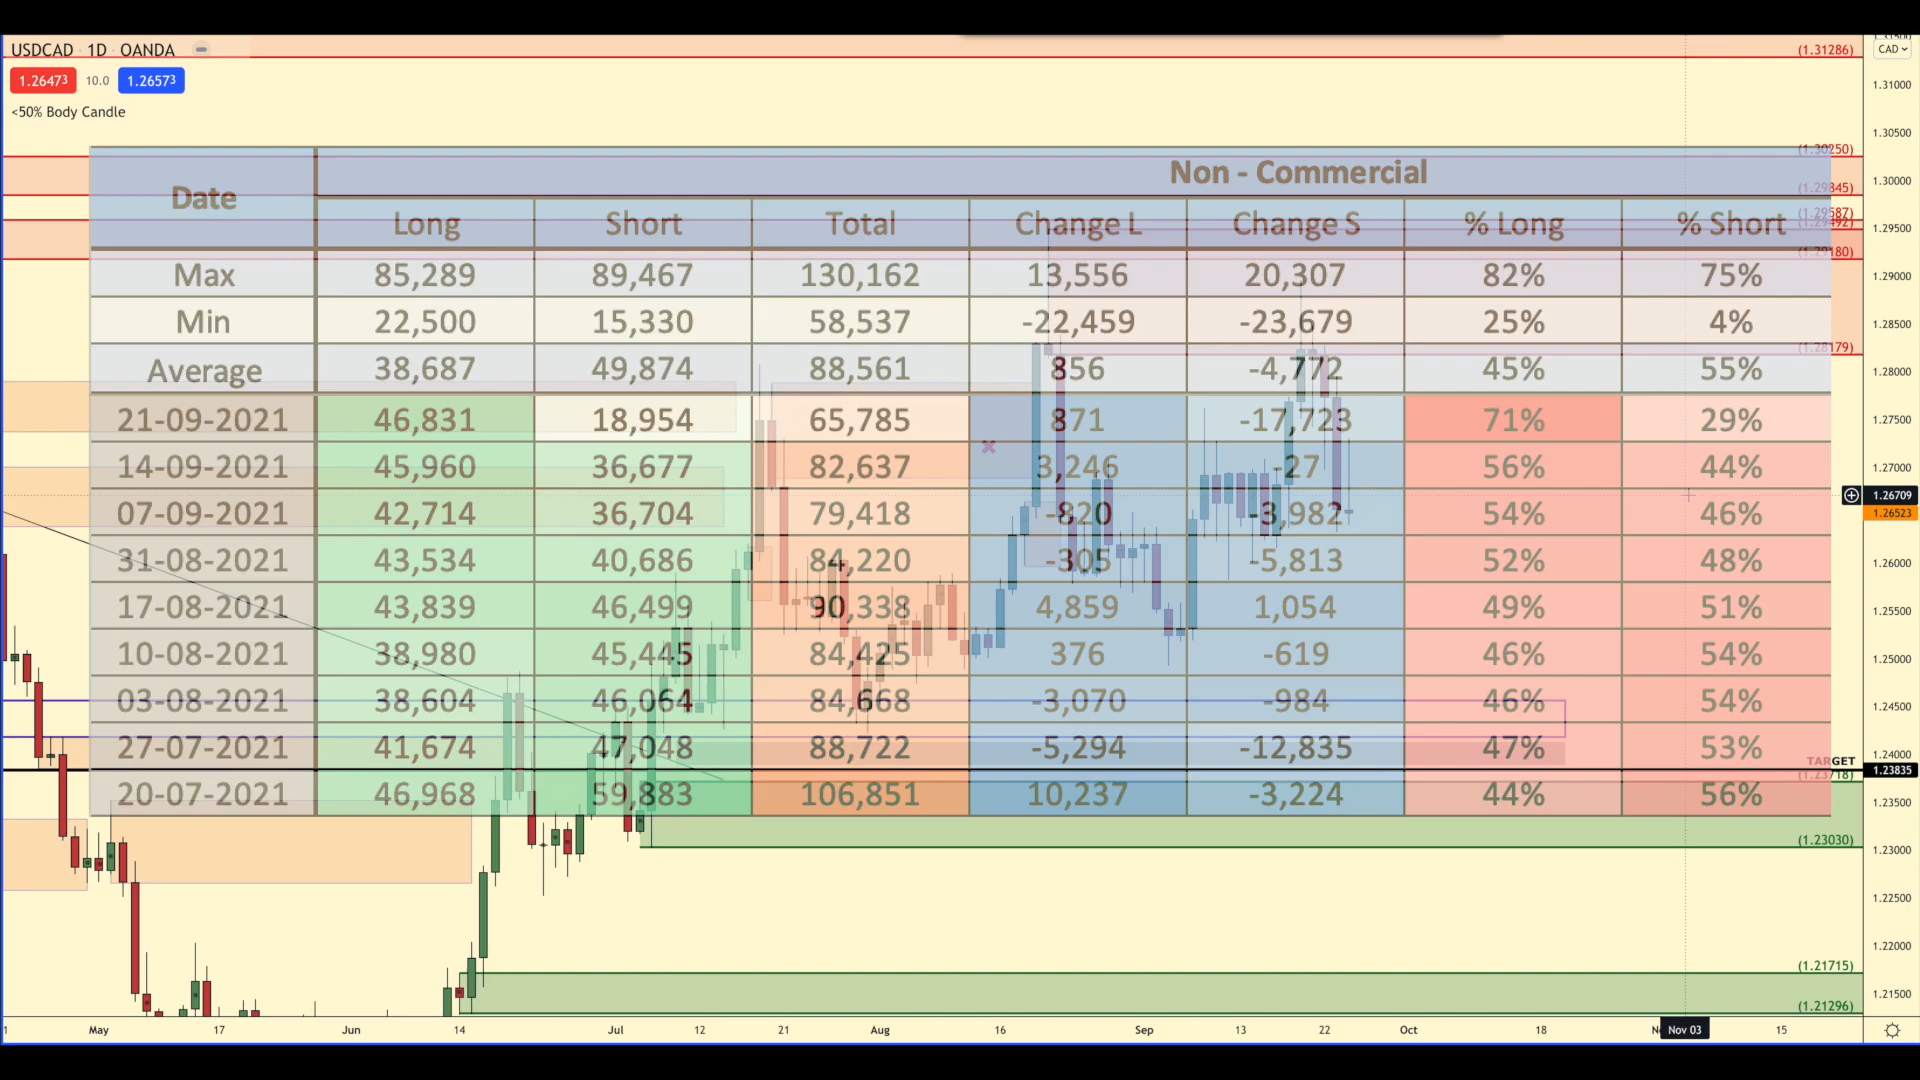 USDCAD · 1D · OANDA
1.26473 10.0 1.26573
<50% Body Candle
Date Non - Commercial
Long Short Total Change L Change S % Long % Short
Max 85,289 89,467 130,162 13,556 20,307 82% 75%
Min 22,500 15,330 58,537 -22,459 -23,679 25% 4%
Average 38,687 49,874 88,561 856 -4,772 45% 55%
21-09-2021 46,831 18,954 65,785 871 -17,723 71% 29%
14-09-2021 45,960 36,677 82,637 3,246 -27 56% 44%
07-09-2021 42,714 36,704 79,418 -820 -3,982 54% 46%
31-08-2021 43,534 40,686 84,220 -305 -5,813 52% 48%
17-08-2021 43,839 46,499 90,338 4,859 1,054 49% 51%
10-08-2021 38,980 45,445 84,425 376 -619 46% 54%
03-08-2021 38,604 46,064 84,668 -3,070 -984 46% 54%
27-07-2021 41,674 47,048 88,722 -5,294 -12,835 47% 53%
20-07-2021 46,968 59,883 106,851 10,237 -3,224 44% 56%
(1.31286)
(1.30250)
(1.29845)
(1.29587)
(1.29180)
(1.28179)
TARGET
(1.23718)
(1.23030)
(1.21715)
(1.21296)
CAD
1.31000
1.30500
1.30000
1.29500
1.29000
1.28500
1.28000
1.27500
1.27000
1.26709
1.26523
1.26000
1.25500
1.25000
1.24500
1.24000
1.23835
1.23500
1.23000
1.22500
1.22000
1.21500
May 17 Jun 14 Jul 12 21 Aug 16 Sep 13 22 Oct 18 Nov 03 15